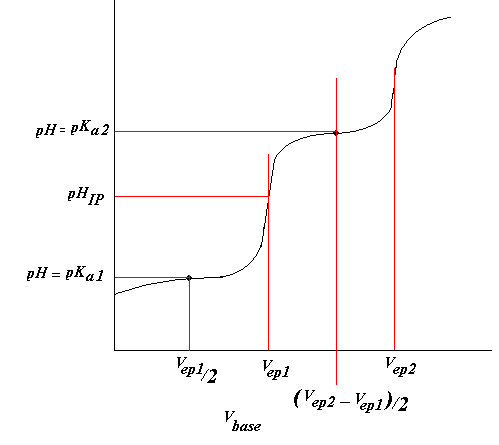 pH = pKa2
pHIP
pH = pKa1
Vep1/2
Vep1
Vep2
(Vep2 – Vep1)/2
Vbase